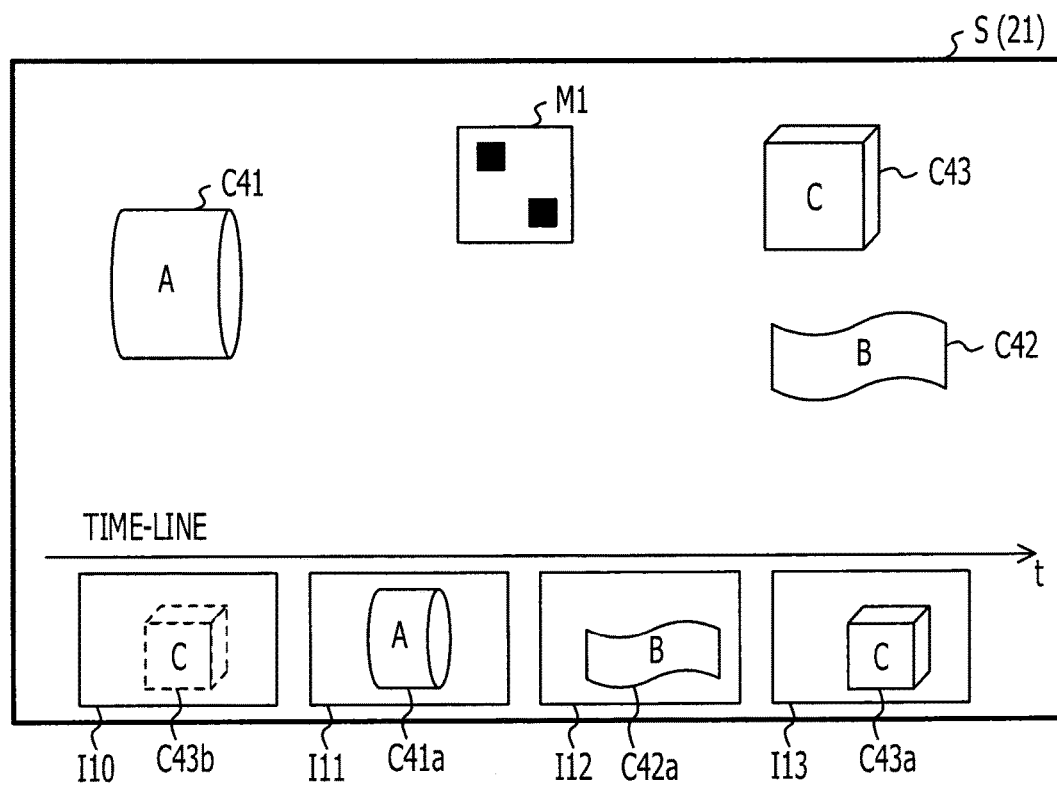 S (21)
M1
C41
C43
A
C
C42
B
TIME-LINE
t
C
A
B
C
I10
C43b
I11
C41a
I12
C42a
I13
C43a